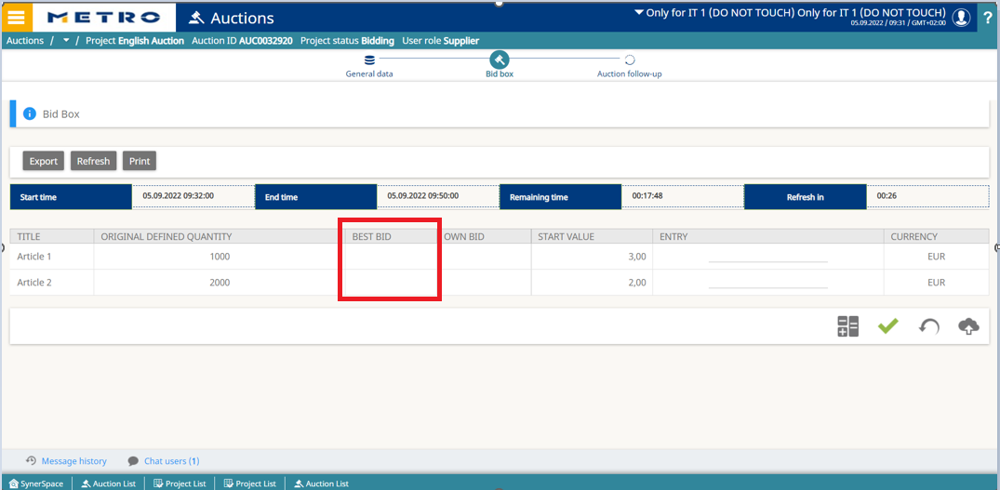 METRO Auctions Only for IT 1 (DO NOT TOUCH) Only for IT 1 (DO NOT TOUCH) ?
05.09.2022 / 09:31 / GMT+02:00
Auctions / / Project English Auction Auction ID AUC0032920 Project status Bidding User role Supplier
General data Bid box Auction follow-up
i Bid Box
Export Refresh Print
Start time 05.09.2022 09:32:00 End time 05.09.2022 09:50:00 Remaining time 00:17:48 Refresh in 00:26
TITLE ORIGINAL DEFINED QUANTITY BEST BID OWN BID START VALUE ENTRY CURRENCY
Article 1 1000 3,00 EUR
Article 2 2000 2,00 EUR
Message history Chat users (1)
SynerSpace Auction List Project List Project List Auction List